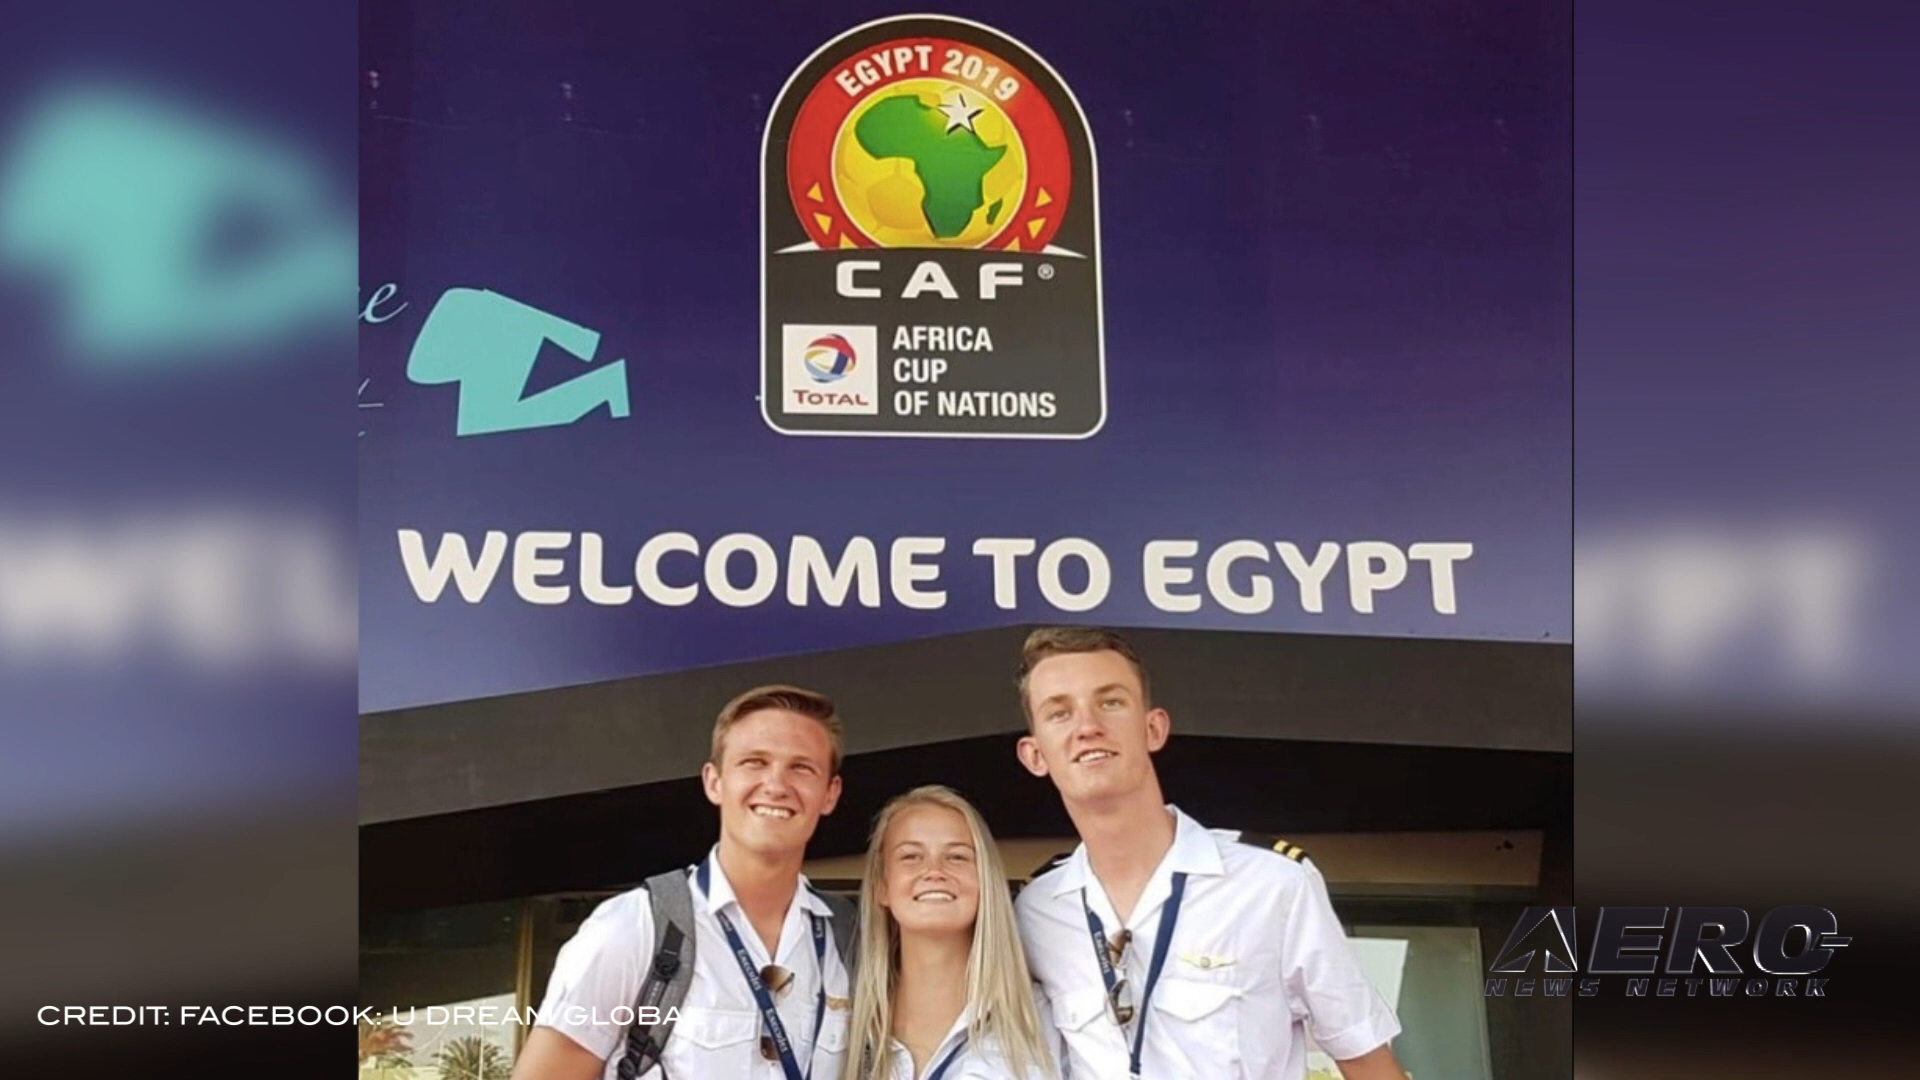 EGYPT 2019
CAF®
TOTAL
AFRICA
CUP
OF NATIONS
WELCOME TO EGYPT
CREDIT: FACEBOOK: U DREAM GLOBAL
AERO
NEWS NETWORK